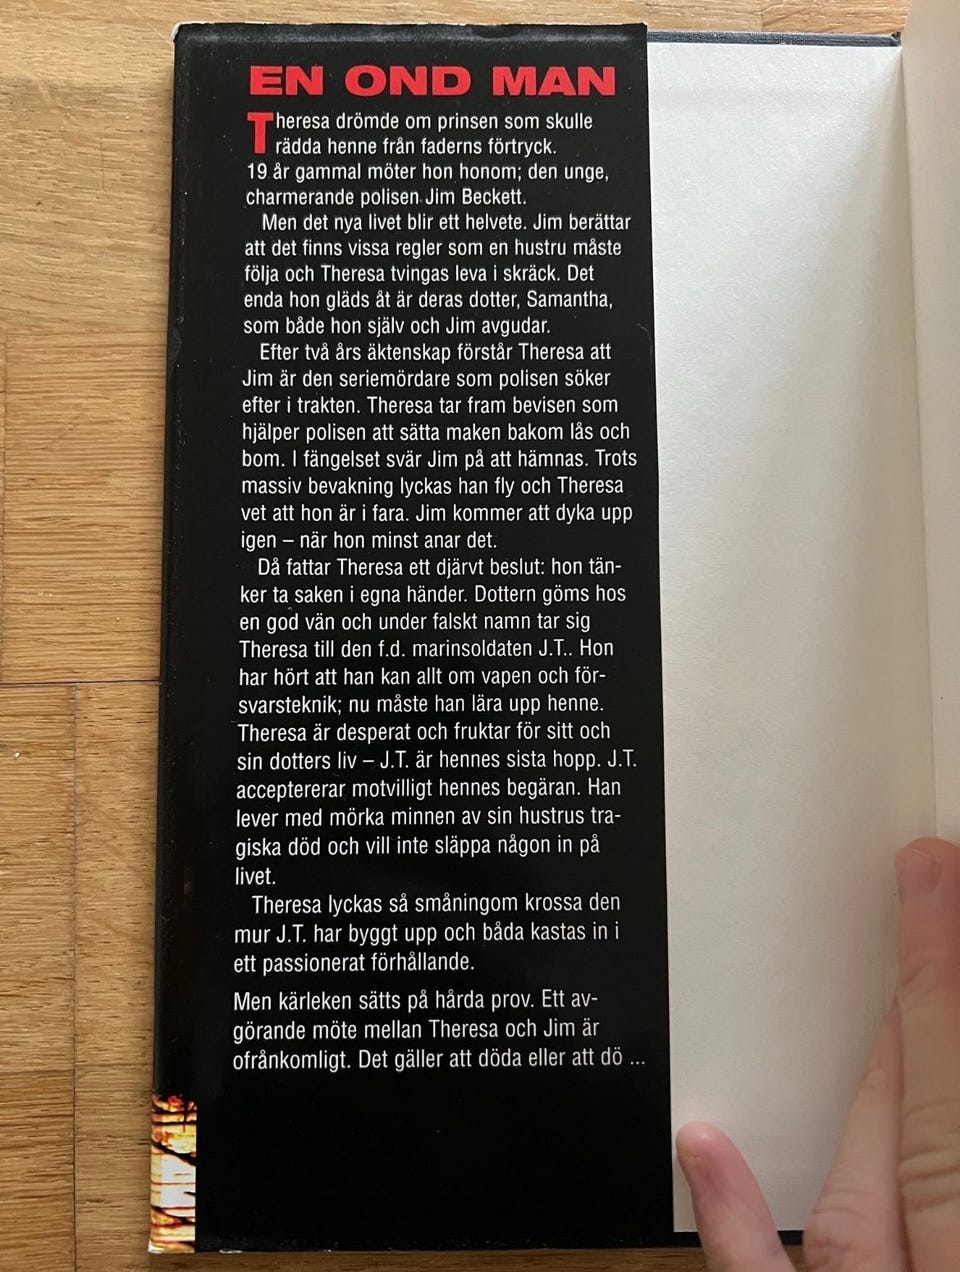 EN OND MAN
Theresa drömde om prinsen som skulle
rädda henne från faderns förtryck.
19 år gammal möter hon honom; den unge,
charmerande polisen Jim Beckett.
Men det nya livet blir ett helvete. Jim berättar
att det finns vissa regler som en hustru måste
följa och Theresa tvingas leva i skräck. Det
enda hon gläds åt är deras dotter, Samantha,
som både hon själv och Jim avgudar.
Efter två års äktenskap förstår Theresa att
Jim är den seriemördare som polisen söker
efter i trakten. Theresa tar fram bevisen som
hjälper polisen att sätta maken bakom lås och
bom. I fängelset svär Jim på att hämnas. Trots
massiv bevakning lyckas han fly och Theresa
vet att hon är i fara. Jim kommer att dyka upp
igen – när hon minst anar det.
Då fattar Theresa ett djärvt beslut: hon tän-
ker ta saken i egna händer. Dottern göms hos
en god vän och under falskt namn tar sig
Theresa till den f.d. marinsoldaten J.T.. Hon
har hört att han kan allt om vapen och för-
svarsteknik; nu måste han lära upp henne.
Theresa är desperat och fruktar för sitt och
sin dotters liv – J.T. är hennes sista hopp. J.T.
acceptererar motvilligt hennes begäran. Han
lever med mörka minnen av sin hustrus tra-
giska död och vill inte släppa någon in på
livet.
Theresa lyckas så småningom krossa den
mur J.T. har byggt upp och båda kastas in i
ett passionerat förhållande.
Men kärleken sätts på hårda prov. Ett av-
görande möte mellan Theresa och Jim är
ofrånkomligt. Det gäller att döda eller att dö ...